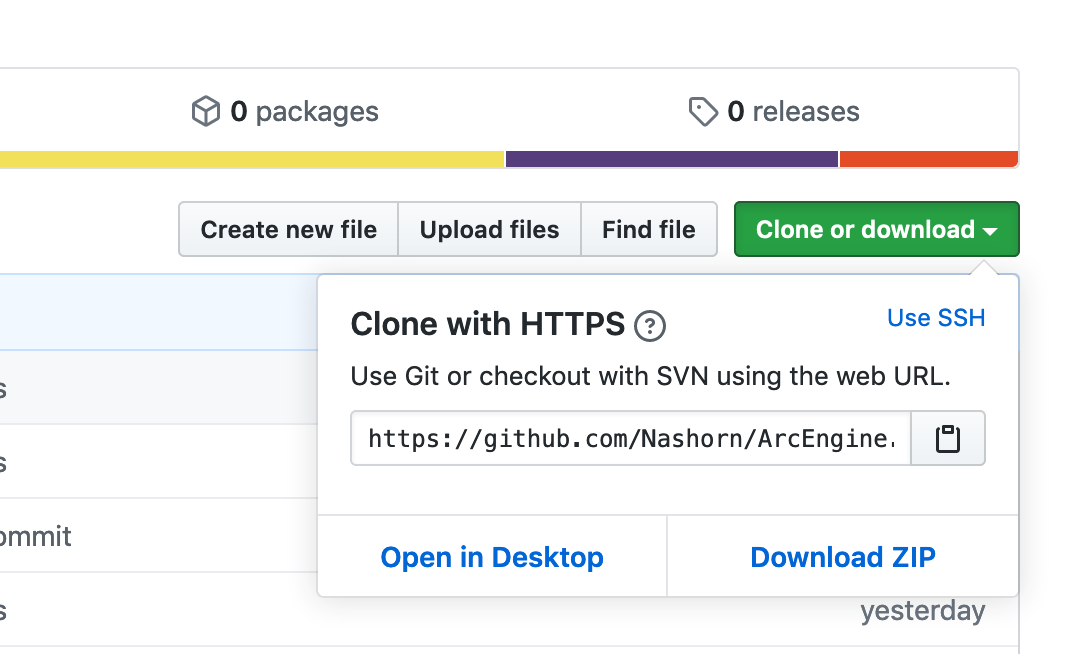 0 packages
0 releases
Create new file
Upload files
Find file
Clone or download
Clone with HTTPS ?
Use SSH
Use Git or checkout with SVN using the web URL.
https://github.com/Nashorn/ArcEngine.
ommit
Open in Desktop
Download ZIP
yesterday